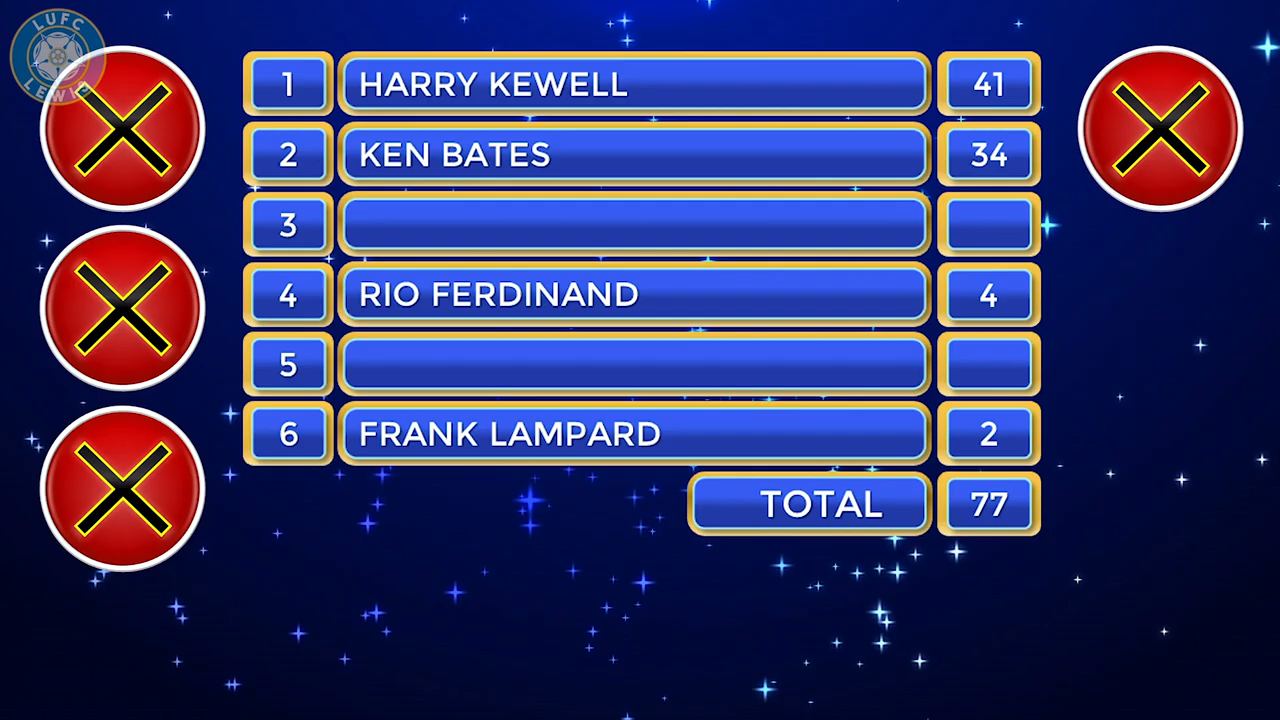 LUFC
LEWIS
1 HARRY KEWELL 41
2 KEN BATES 34
3
4 RIO FERDINAND 4
5
6 FRANK LAMPARD 2
TOTAL 77